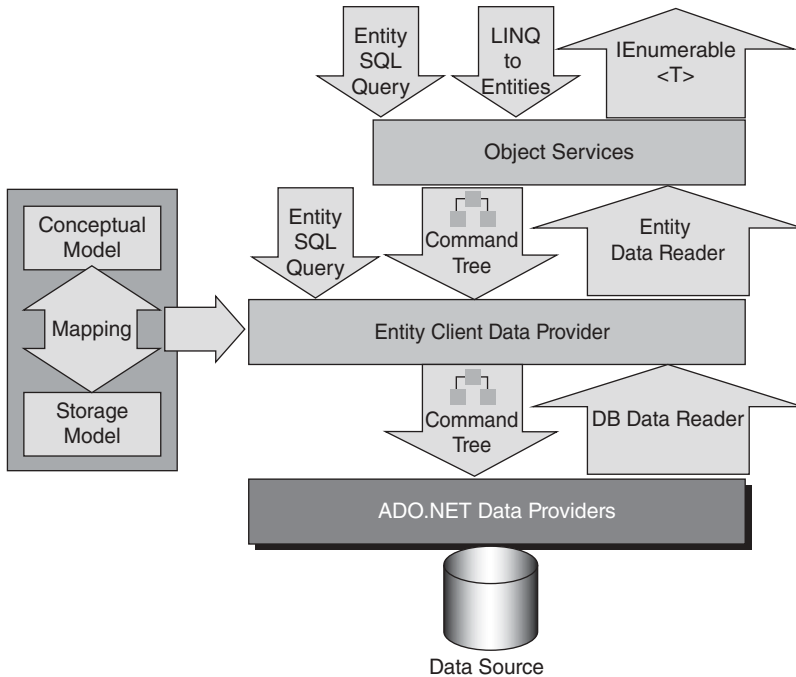 Entity
SQL
Query
LINQ
to
Entities
IEnumerable
<T>
Object Services
Conceptual
Model
Mapping
Storage
Model
Entity
SQL
Query
Command
Tree
Entity
Data Reader
Entity Client Data Provider
Command
Tree
DB Data Reader
ADO.NET Data Providers
Data Source